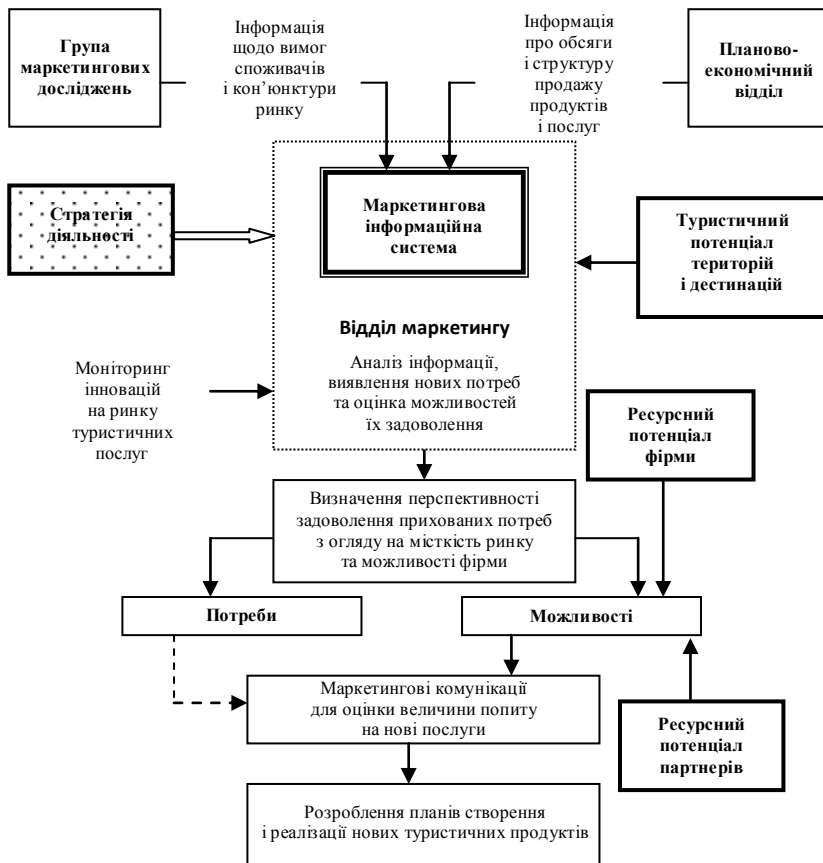 Група
маркетингових
досліджень
Інформація
щодо вимог
споживачів
і кон’юнктури
ринку
Інформація
про обсяги
і структуру
продажу
продуктів
і послуг
Планово-
економічний
відділ
Стратегія
діяльності
Маркетингова
інформаційна
система
Туристичний
потенціал
територій
і дестинацій
Відділ маркетингу
Аналіз інформації,
виявлення нових потреб
та оцінка можливостей
їх задоволення
Моніторинг
інновацій
на ринку
туристичних
послуг
Ресурсний
потенціал
фірми
Визначення перспективності
задоволення прихованих потреб
з огляду на місткість ринку
та можливості фірми
Потреби
Можливості
Маркетингові комунікації
для оцінки величини попиту
на нові послуги
Ресурсний
потенціал
партнерів
Розроблення планів створення
і реалізації нових туристичних продуктів